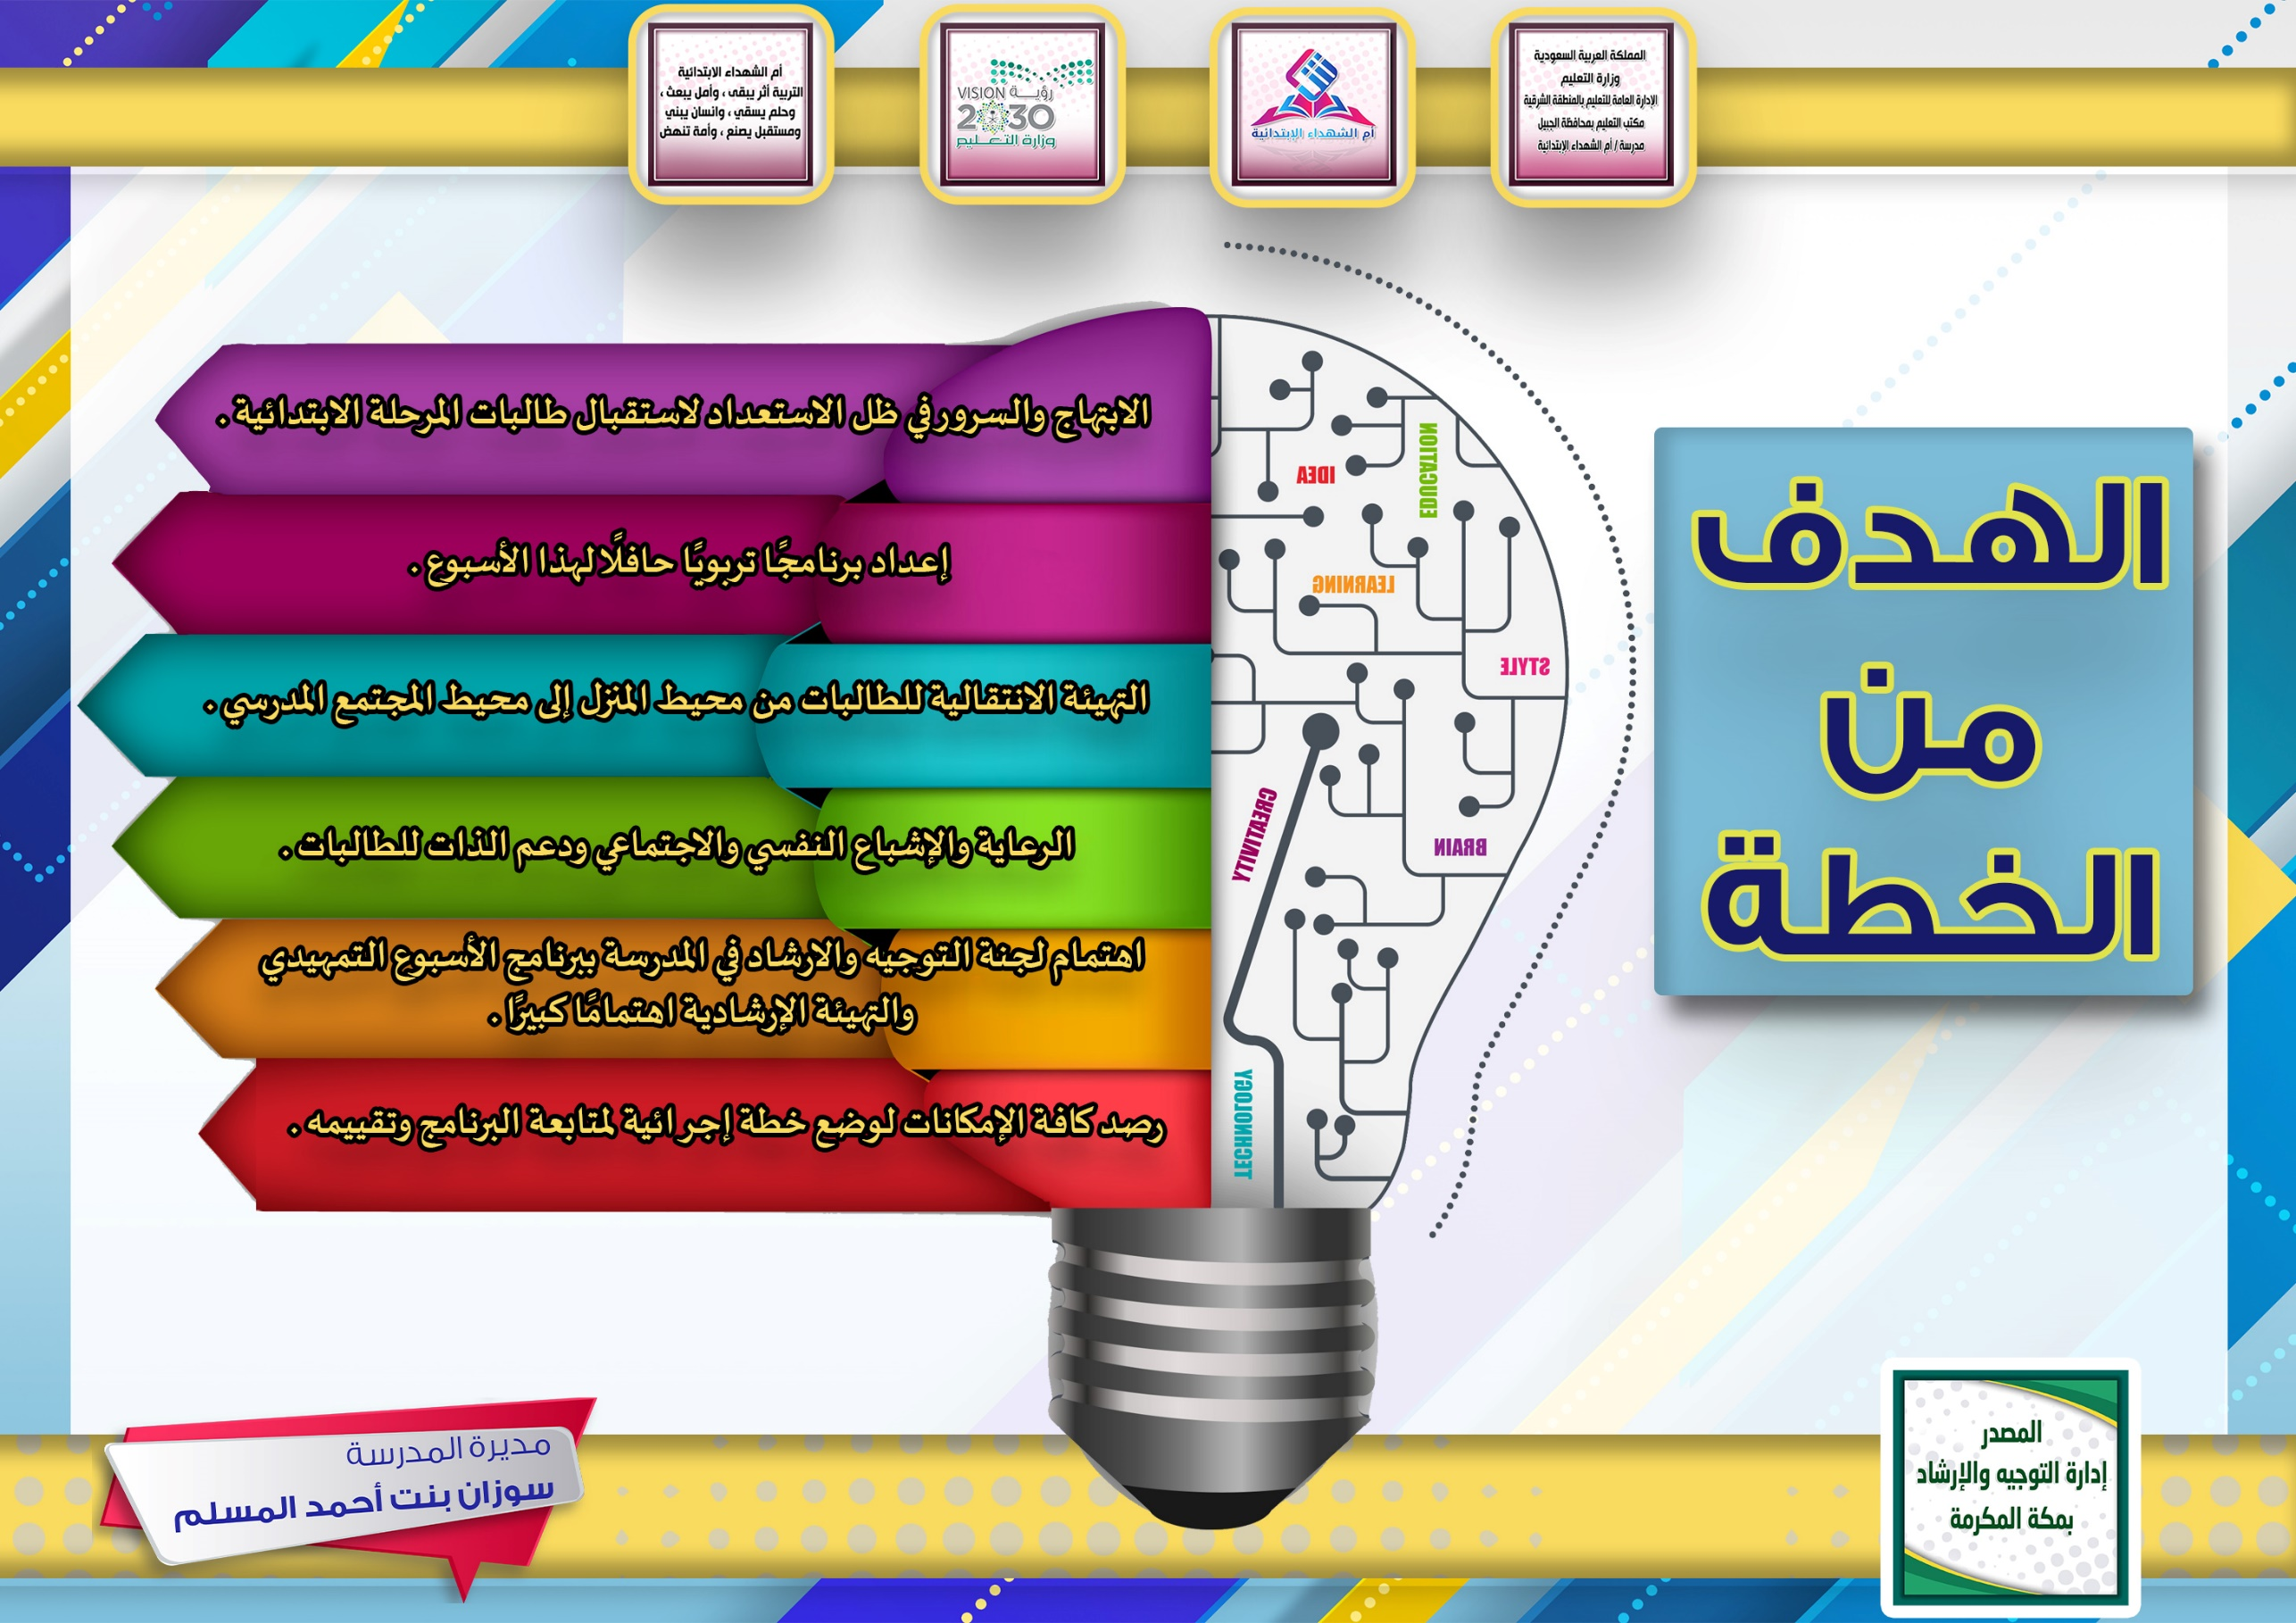 المملكة العربية السعودية
وزارة التعليم
الإدارة العامة للتعليم بالمنطقة الشرقية
مكتب التعليم بمحافظة الجبيل
مدرسة / أم الشهداء الإبتدائية
أم الشهداء الإبتدائية
VISION رؤيـــة
2030
وزارة التعـــليم
أم الشهداء الابتدائية
التربية أثر يبقى ، وأمل يبعث ،
وحلم يسقي ، وانسان يبني
ومستقبل يصنع ، وأمة تنهض
الهدف
من
الخطة
الابتهاج والسرور في ظل الاستعداد لاستقبال طالبات المرحلة الابتدائية .
إعداد برنامجًا تربويًا حافلًا لهذا الأسبوع .
التهيئة الانتقالية للطالبات من محيط المنزل إلى محيط المجتمع المدرسي .
الرعاية والإشباع النفسي والاجتماعي ودعم الذات للطالبات .
اهتمام لجنة التوجيه والارشاد في المدرسة ببرنامج الأسبوع التمهيدي
والتهيئة الإرشادية اهتمامًا كبيرًا .
رصد كافة الإمكانات لوضع خطة إجرائية لمتابعة البرنامج وتقييمه .
IDEA
EDUCATION
LEARNING
STYLE
CREATIVITY
BRAIN
TECHNOLOGY
المصدر
إدارة التوجيه والإرشاد
بمكة المكرمة
مديرة المدرسة
سوزان بنت أحمد المسلم